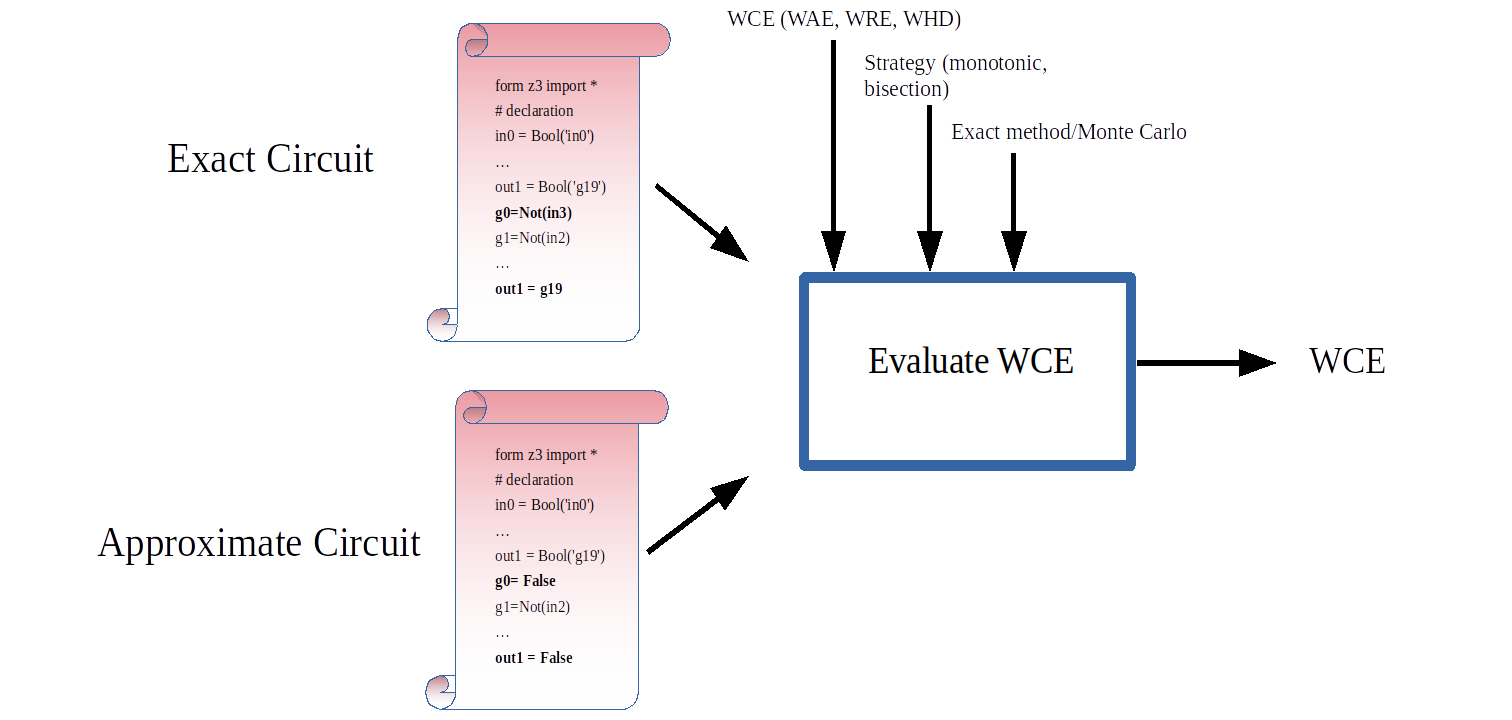 Exact Circuit
form z3 import *
# declaration
in0 = Bool('in0')
…
out1 = Bool('g19')
g0=Not(in3)
g1=Not(in2)
…
out1 = g19
Approximate Circuit
form z3 import *
# declaration
in0 = Bool('in0')
…
out1 = Bool('g19')
g0= False
g1=Not(in2)
…
out1 = False
WCE (WAE, WRE, WHD)
Strategy (monotonic,
bisection)
Exact method/Monte Carlo
Evaluate WCE
WCE